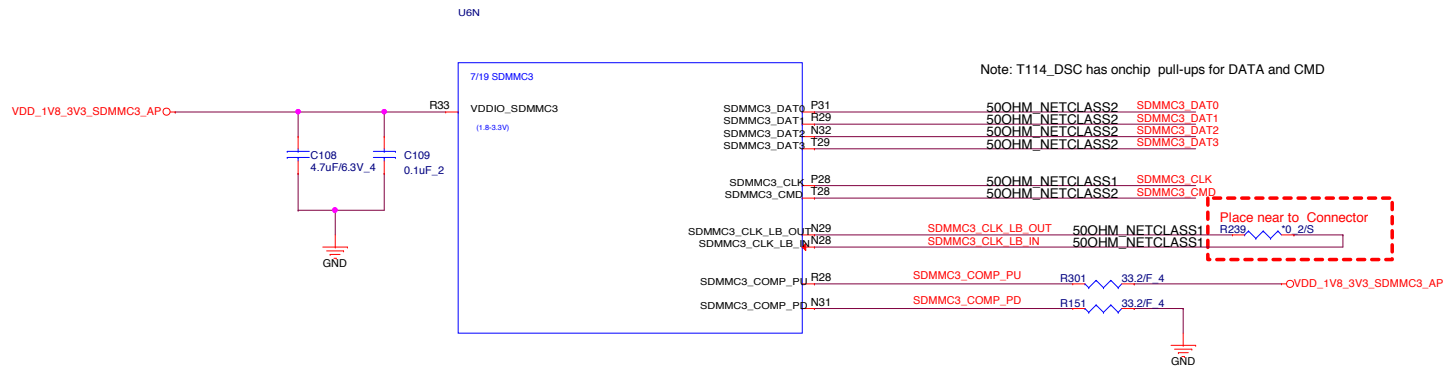 U6N
7/19 SDMMC3
Note: T114_DSC has onchip pull-ups for DATA and CMD
VDD_1V8_3V3_SDMMC3_AP R33 VDDIO_SDMMC3
(1.8-3.3V)
SDMMC3_DAT0 P31 50OHM_NETCLASS2 SDMMC3_DAT0
SDMMC3_DAT1 R29 50OHM_NETCLASS2 SDMMC3_DAT1
SDMMC3_DAT2 N32 50OHM_NETCLASS2 SDMMC3_DAT2
SDMMC3_DAT3 T29 50OHM_NETCLASS2 SDMMC3_DAT3
C108 C109
4.7uF/6.3V_4 0.1uF_2
SDMMC3_CLK P28 50OHM_NETCLASS1 SDMMC3_CLK
SDMMC3_CMD T28 50OHM_NETCLASS2 SDMMC3_CMD
Place near to Connector
SDMMC3_CLK_LB_OUT N29 SDMMC3_CLK_LB_OUT 50OHM_NETCLASS1 R239 *0_2/S
SDMMC3_CLK_LB_IN N28 SDMMC3_CLK_LB_IN 50OHM_NETCLASS1
GND
SDMMC3_COMP_PU R28 SDMMC3_COMP_PU R301 33.2/F_4 VDD_1V8_3V3_SDMMC3_AP
SDMMC3_COMP_PD N31 SDMMC3_COMP_PD R151 33.2/F_4
GND